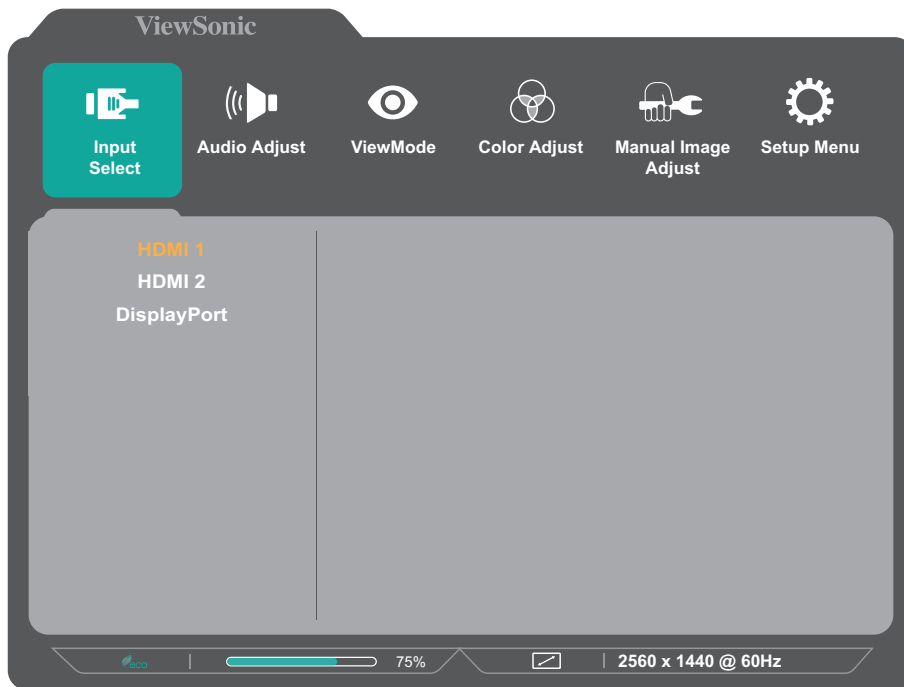 ViewSonic
Input
Select
Audio Adjust
ViewMode
Color Adjust
Manual Image
Adjust
Setup Menu
HDMI 1
HDMI 2
DisplayPort
eco
75%
2560 x 1440 @ 60Hz